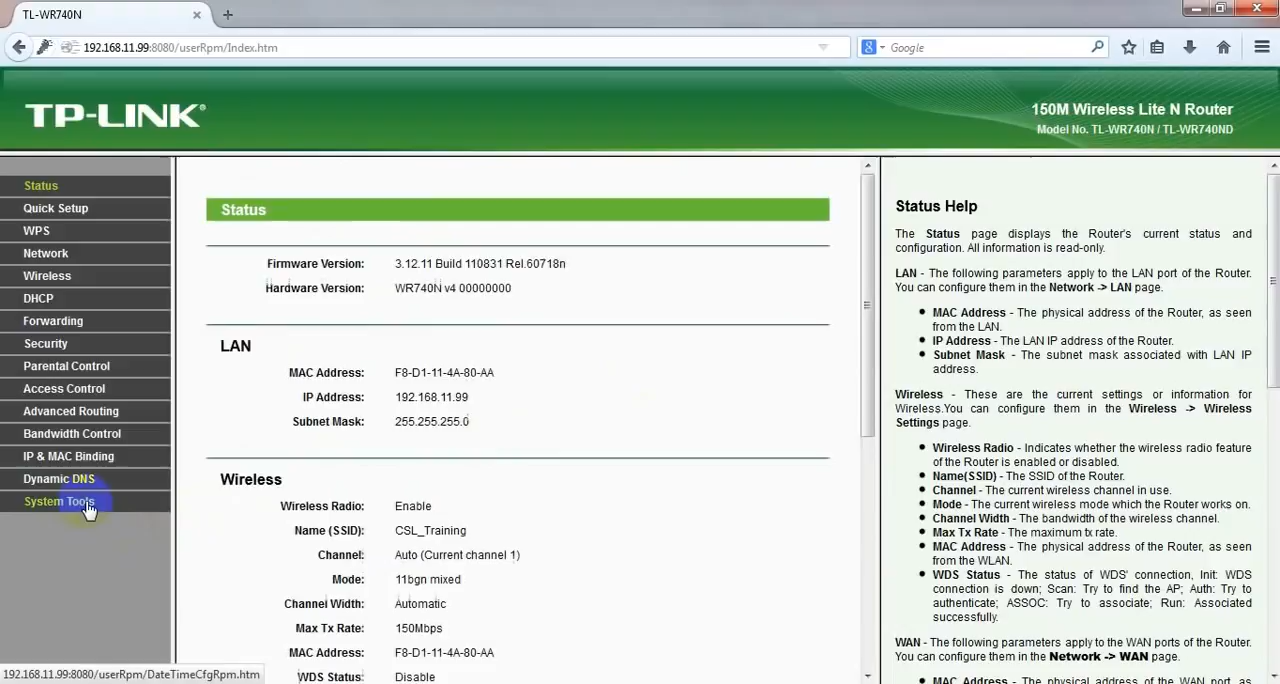 TL-WR740N
192.168.11.99:8080/userRpm/Index.htm
Google
TP-LINK®
150M Wireless Lite N Router
Model No. TL-WR740N / TL-WR740ND
Status
Quick Setup
WPS
Network
Wireless
DHCP
Forwarding
Security
Parental Control
Access Control
Advanced Routing
Bandwidth Control
IP & MAC Binding
Dynamic DNS
System Tools
Status
Firmware Version: 3.12.11 Build 110831 Rel.60718n
Hardware Version: WR740N v4 00000000
LAN
MAC Address: F8-D1-11-4A-80-AA
IP Address: 192.168.11.99
Subnet Mask: 255.255.255.0
Wireless
Wireless Radio: Enable
Name (SSID): CSL_Training
Channel: Auto (Current channel 1)
Mode: 11bgn mixed
Channel Width: Automatic
Max Tx Rate: 150Mbps
MAC Address: F8-D1-11-4A-80-AA
WDS Status: Disable
Status Help
The Status page displays the Router's current status and
configuration. All information is read-only.
LAN - The following parameters apply to the LAN port of the Router.
You can configure them in the Network -> LAN page.
MAC Address - The physical address of the Router, as seen
from the LAN.
IP Address - The LAN IP address of the Router.
Subnet Mask - The subnet mask associated with LAN IP
address.
Wireless - These are the current settings or information for
Wireless.You can configure them in the Wireless -> Wireless
Settings page.
Wireless Radio - Indicates whether the wireless radio feature
of the Router is enabled or disabled.
Name(SSID) - The SSID of the Router.
Channel - The current wireless channel in use.
Mode - The current wireless mode which the Router works on.
Channel Width - The bandwidth of the wireless channel.
Max Tx Rate - The maximum tx rate.
MAC Address - The physical address of the Router, as seen
from the WLAN.
WDS Status - The status of WDS' connection, Init: WDS
connection is down; Scan: Try to find the AP; Auth: Try to
authenticate; ASSOC: Try to associate; Run: Associated
successfully.
WAN - The following parameters apply to the WAN ports of the Router.
You can configure them in the Network -> WAN page.
MAC Address - The physical address of the WAN port, as
192.168.11.99:8080/userRpm/DateTimeCfgRpm.htm